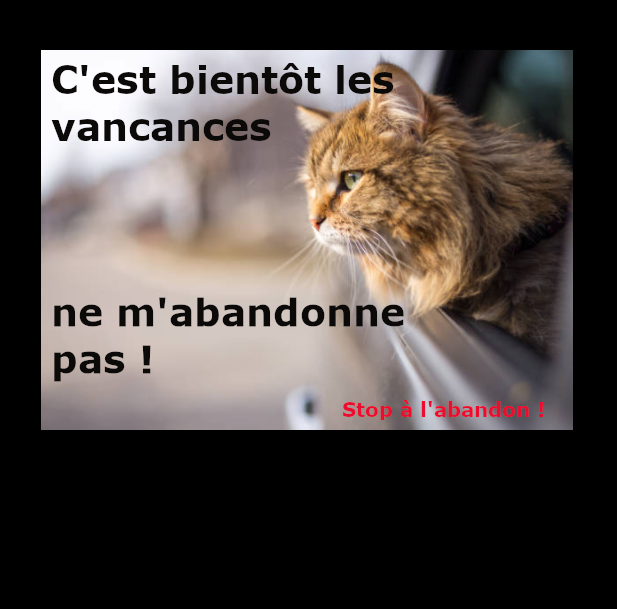 C'est bientôt les
vancances
ne m'abandonne
pas !
Stop à l'abandon !